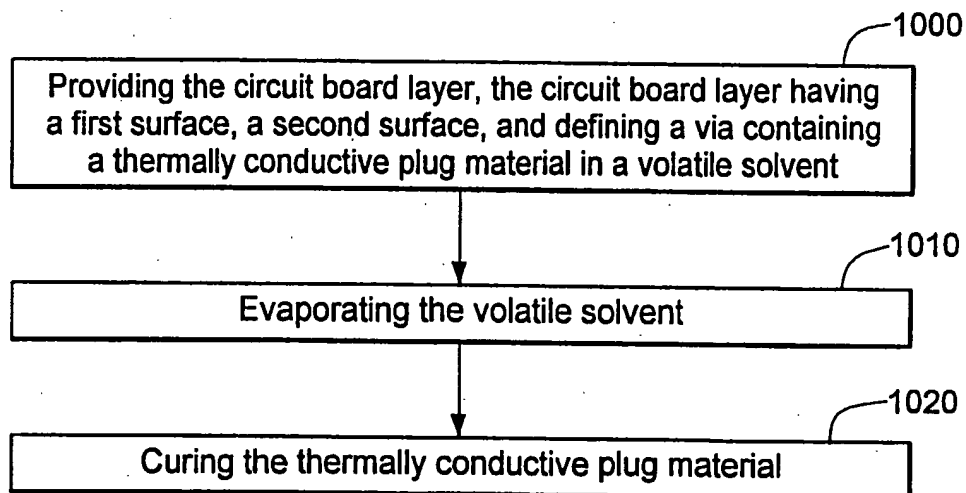 1000
Providing the circuit board layer, the circuit board layer having
a first surface, a second surface, and defining a via containing
a thermally conductive plug material in a volatile solvent
1010
Evaporating the volatile solvent
1020
Curing the thermally conductive plug material